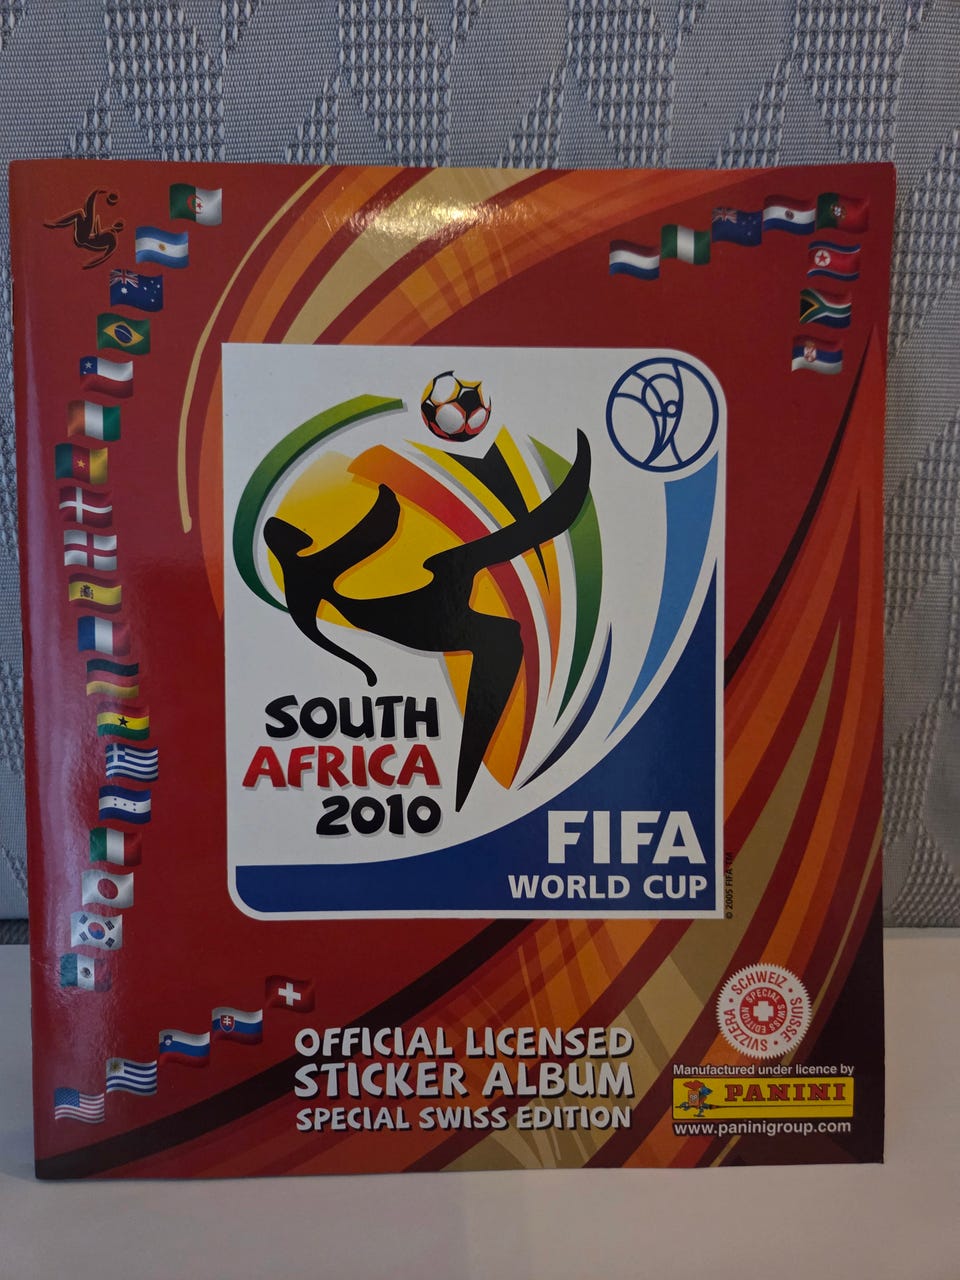 SOUTH
AFRICA
2010
FIFA
WORLD CUP
© 2005 FIFA TM
OFFICIAL LICENSED
STICKER ALBUM
SPECIAL SWISS EDITION
SCHWEIZ • SUISSE • SVIZZERA •
SPECIAL SWISS EDITION
Manufactured under licence by
PANINI
www.paninigroup.com